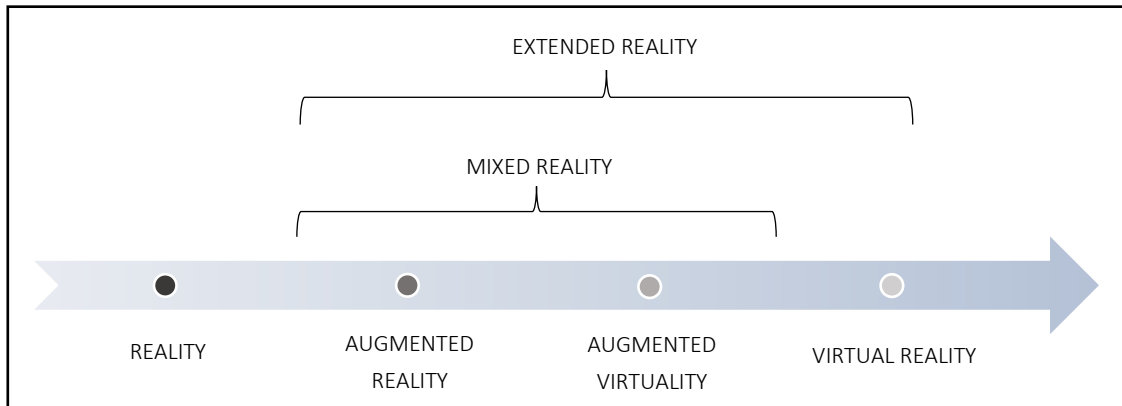 EXTENDED REALITY
MIXED REALITY
REALITY
AUGMENTED
REALITY
AUGMENTED
VIRTUALITY
VIRTUAL REALITY